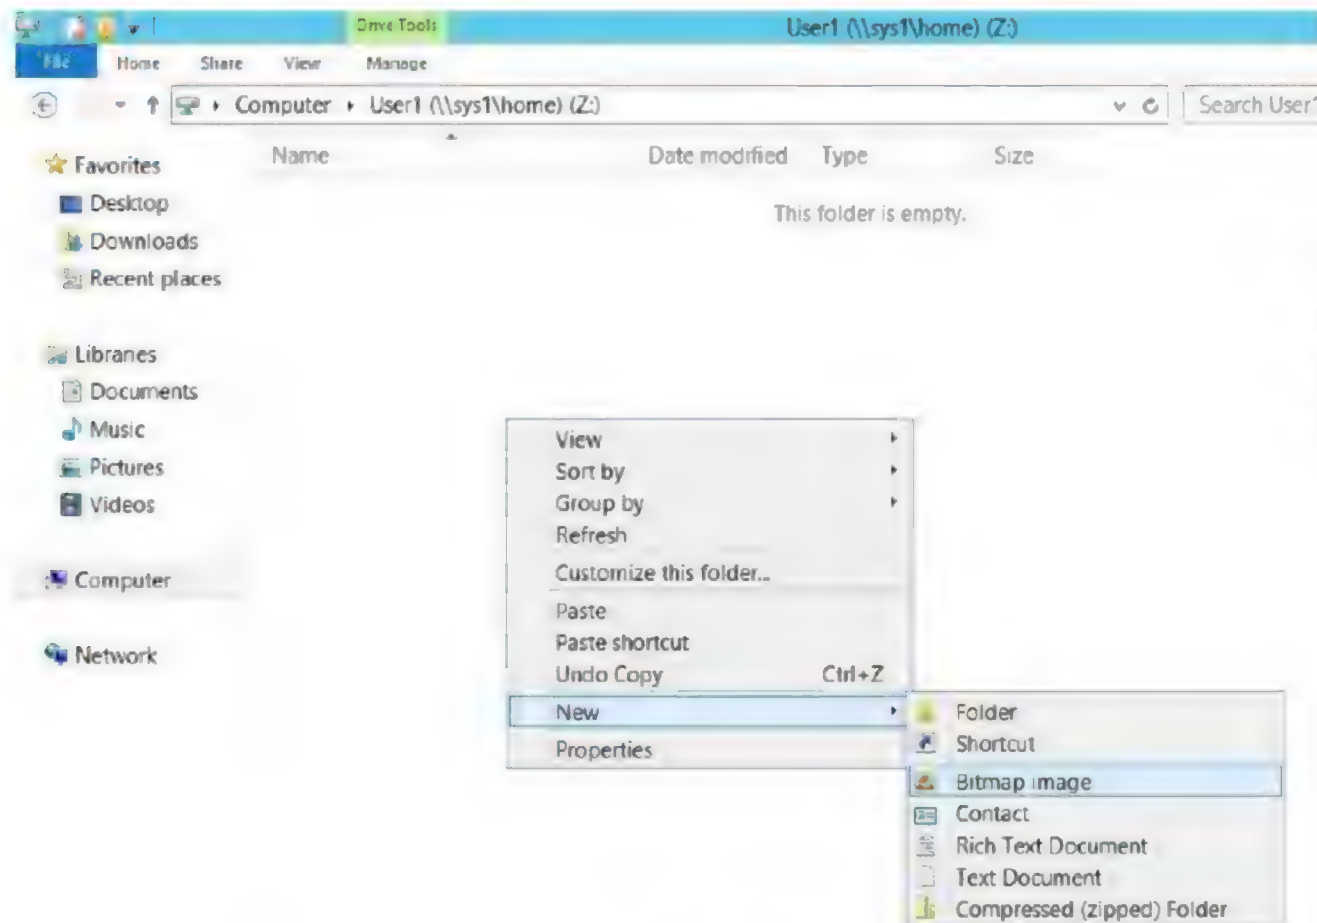 Drive Tools
User1 (\\sys1\home) (Z:)
File Home Share View Manage
Computer User1 (\\sys1\home) (Z:)
Search User1
Name Date modified Type Size
This folder is empty.
Favorites
Desktop
Downloads
Recent places
Libraries
Documents
Music
Pictures
Videos
Computer
Network
View
Sort by
Group by
Refresh
Customize this folder...
Paste
Paste shortcut
Undo Copy Ctrl+Z
New
Properties
Folder
Shortcut
Bitmap image
Contact
Rich Text Document
Text Document
Compressed (zipped) Folder